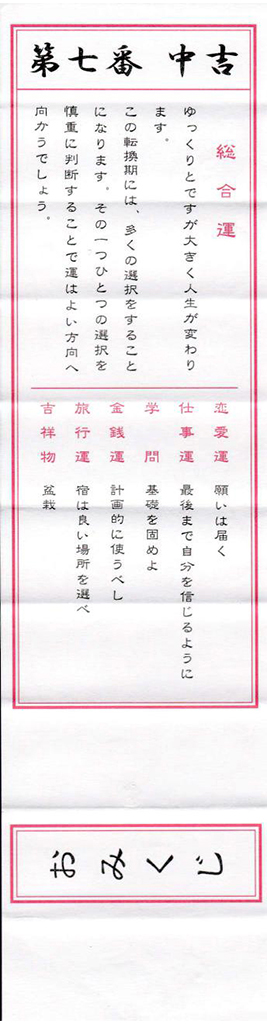 第七番 中吉
総合運
ゆっくりとですが大きく人生が変わり
ます。
この転換期には、多くの選択をすること
になります。その一つひとつの選択を
慎重に判断することで運はよい方向へ
向かうでしょう。
恋愛運 願いは届く
仕事運 最後まで自分を信じるように
学問 基礎を固めよ
金銭運 計画的に使うべし
旅行運 宿は良い場所を選べ
吉祥物 盆栽
おみくじ